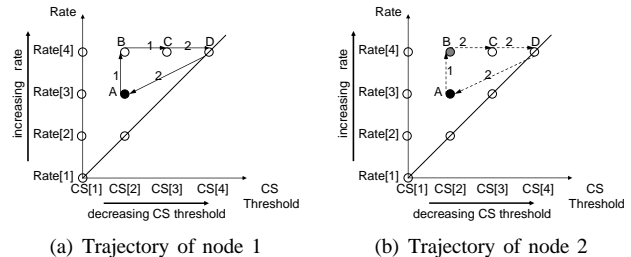 Rate
Rate[4]
Rate[3]
Rate[2]
Rate[1]
increasing rate
B
C
D
A
1
2
1
2
CS[1] CS[2] CS[3] CS[4] CS
Threshold
decreasing CS threshold
(a) Trajectory of node 1
Rate
Rate[4]
Rate[3]
Rate[2]
Rate[1]
increasing rate
B
C
D
A
2
2
1
2
CS[1] CS[2] CS[3] CS[4] CS
Threshold
decreasing CS threshold
(b) Trajectory of node 2